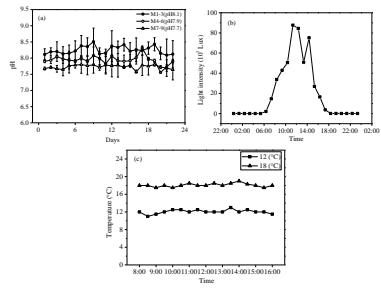 (a)
M1-3(pH8.1)
M4-6(pH7.9)
M7-9(pH7.7)
9.0
8.5
8.0
7.5
7.0
6.5
6.0
pH
0 4 8 12 16 20 24
Days
(b)
100
80
60
40
20
0
Light intensity (10³ Lux)
22:00 02:00 06:00 10:00 14:00 18:00 22:00 02:00
Time
(c)
12 (°C)
18 (°C)
24
20
16
12
8
4
0
Temperature (°C)
8:00 9:00 10:00 11:00 12:00 13:00 14:00 15:00 16:00
Time